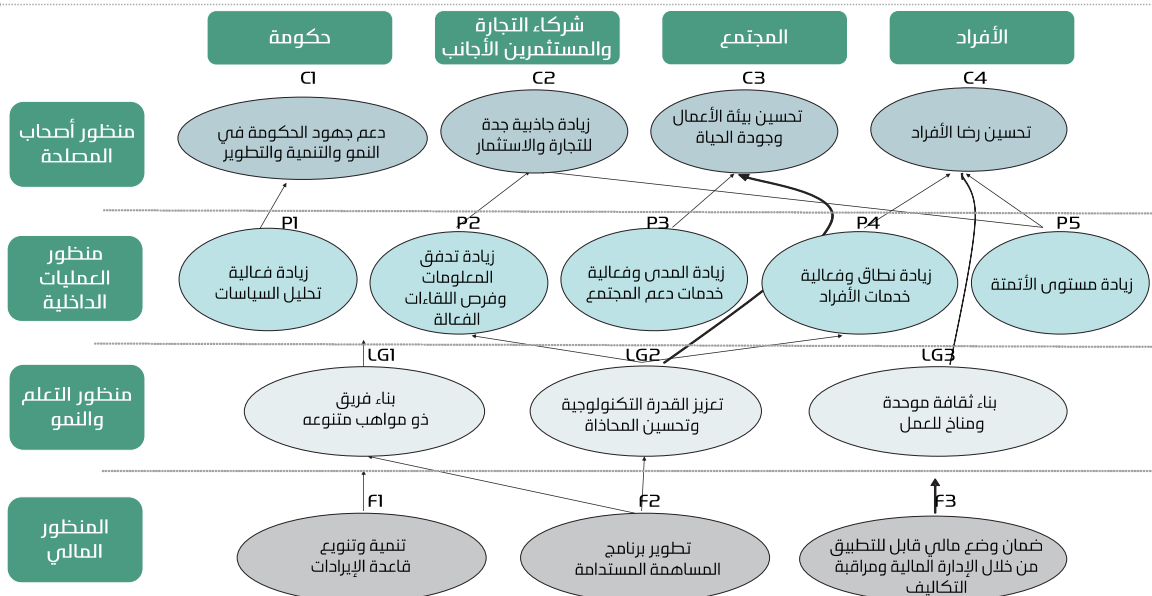 حكومة
شركاء التجارة
والمستثمرين الأجانب
المجتمع
الأفراد
C1
C2
C3
C4
منظور أصحاب
المصلحة
دعم جهود الحكومة في
النمو والتنمية والتطوير
زيادة جاذبية جدة
للتجارة والاستثمار
تحسين بيئة الأعمال
وجودة الحياة
تحسين رضا الأفراد
P1
P2
P3
P4
P5
منظور
العمليات
الداخلية
زيادة فعالية
تحليل السياسات
زيادة تدفق
المعلومات
وفرص اللقاءات
الفعالة
زيادة المدى وفعالية
خدمات دعم المجتمع
زيادة نطاق وفعالية
خدمات الأفراد
زيادة مستوى الأتمتة
LG1
LG2
LG3
منظور التعلم
والنمو
بناء فريق
ذو مواهب متنوعه
تعزيز القدرة التكنولوجية
وتحسين المحاذاة
بناء ثقافة موحدة
ومناخ للعمل
F1
F2
F3
المنظور
المالي
تنمية وتنويع
قاعدة الإيرادات
تطوير برنامج
المساهمة المستدامة
ضمان وضع مالي قابل للتطبيق
من خلال الإدارة المالية ومراقبة
التكاليف